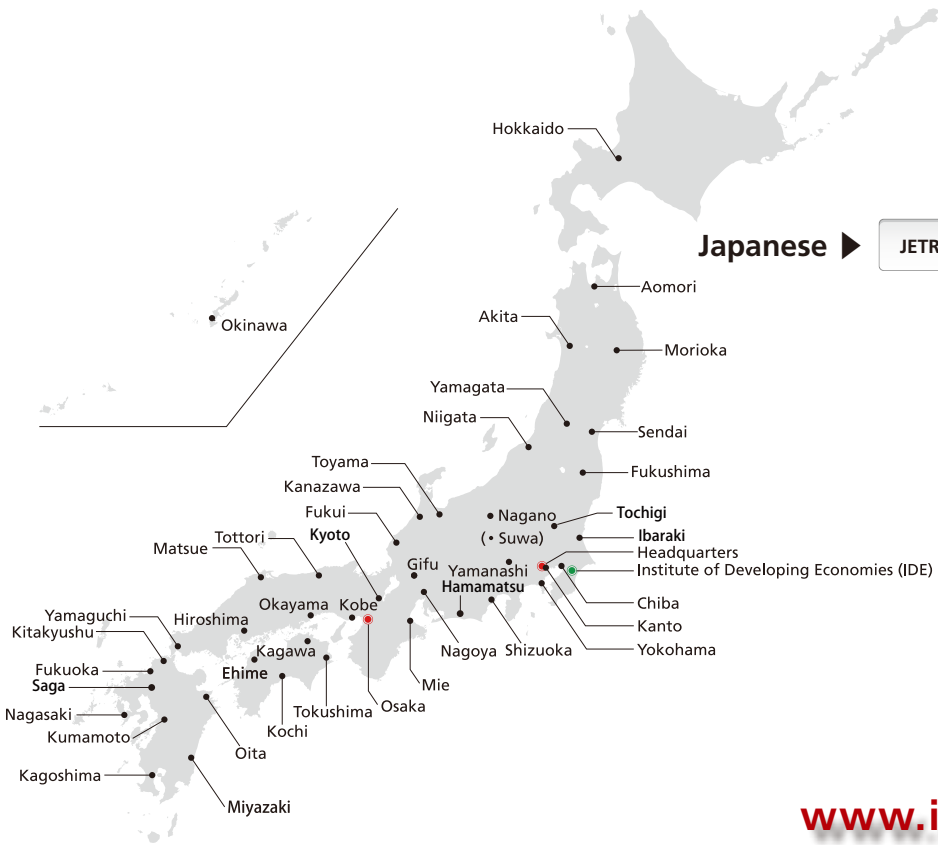 Hokkaido
Japanese ▶ JETR
Aomori
Okinawa
Akita
Morioka
Yamagata
Niigata
Sendai
Toyama
Fukushima
Kanazawa
Fukui
Nagano
Tochigi
Kyoto
Ibaraki
Tottori
(• Suwa)
Matsue
Headquarters
Gifu
Yamanashi
Institute of Developing Economies (IDE)
Hamamatsu
Okayama
Kobe
Chiba
Yamaguchi
Hiroshima
Kitakyushu
Kanto
Kagawa
Nagoya
Shizuoka
Yokohama
Fukuoka
Ehime
Saga
Mie
Nagasaki
Tokushima
Osaka
Kochi
Kumamoto
Oita
Kagoshima
Miyazaki
www.i